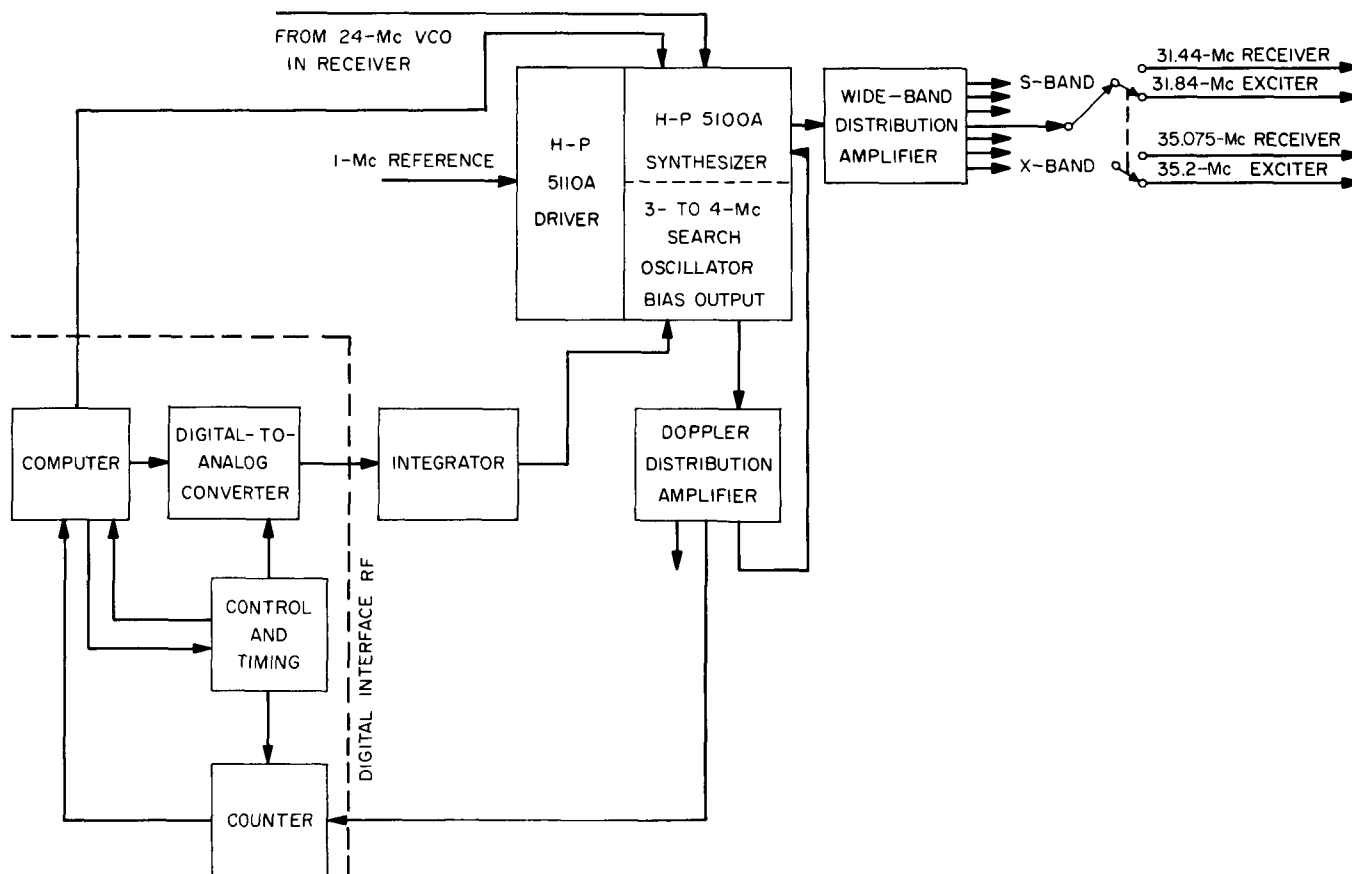 FROM 24-Mc VCO
IN RECEIVER
1-Mc REFERENCE
H-P
5110A
DRIVER
H-P 5100A
SYNTHESIZER
3- TO 4-Mc
SEARCH
OSCILLATOR
BIAS OUTPUT
WIDE-BAND
DISTRIBUTION
AMPLIFIER
S-BAND
X-BAND
31.44-Mc RECEIVER
31.84-Mc EXCITER
35.075-Mc RECEIVER
35.2-Mc EXCITER
COMPUTER
DIGITAL-TO-
ANALOG
CONVERTER
INTEGRATOR
DOPPLER
DISTRIBUTION
AMPLIFIER
CONTROL
AND
TIMING
DIGITAL INTERFACE RF
COUNTER